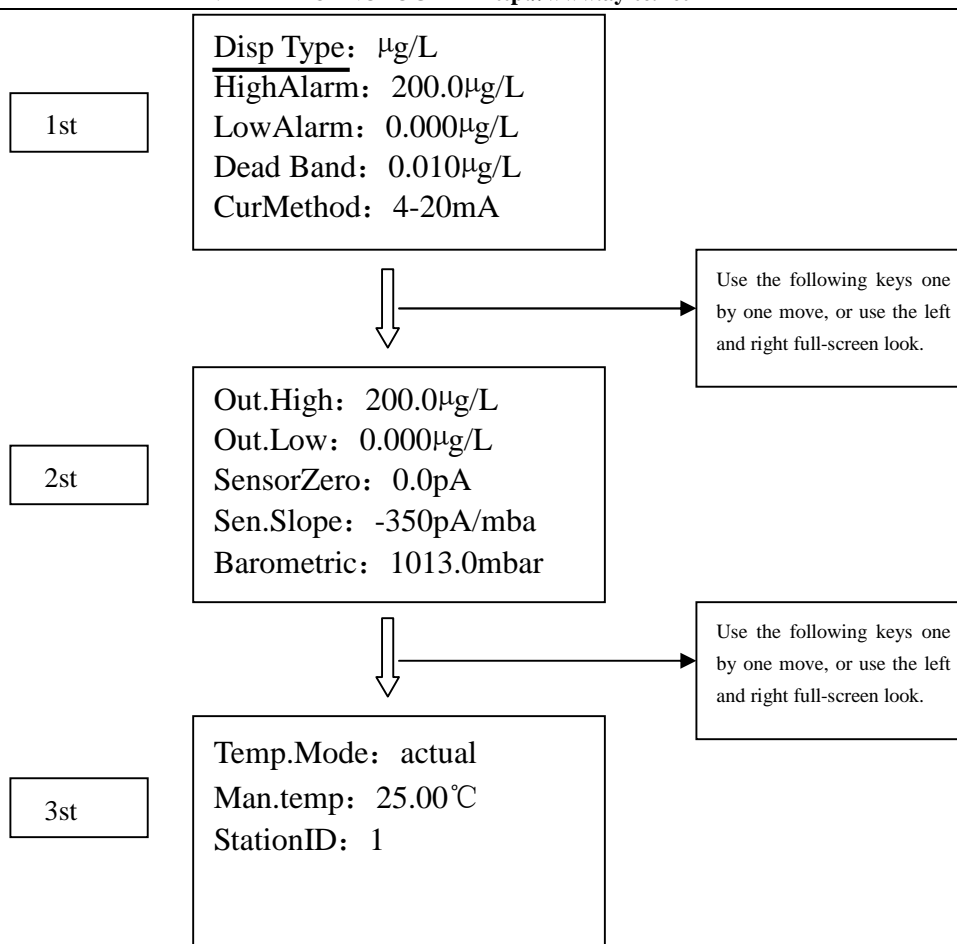 1st
Disp Type：μg/L
HighAlarm：200.0μg/L
LowAlarm：0.000μg/L
Dead Band：0.010μg/L
CurMethod：4-20mA
Use the following keys one
by one move, or use the left
and right full-screen look.
2st
Out.High：200.0μg/L
Out.Low：0.000μg/L
SensorZero：0.0pA
Sen.Slope：-350pA/mba
Barometric：1013.0mbar
Use the following keys one
by one move, or use the left
and right full-screen look.
3st
Temp.Mode：actual
Man.temp：25.00℃
StationID：1